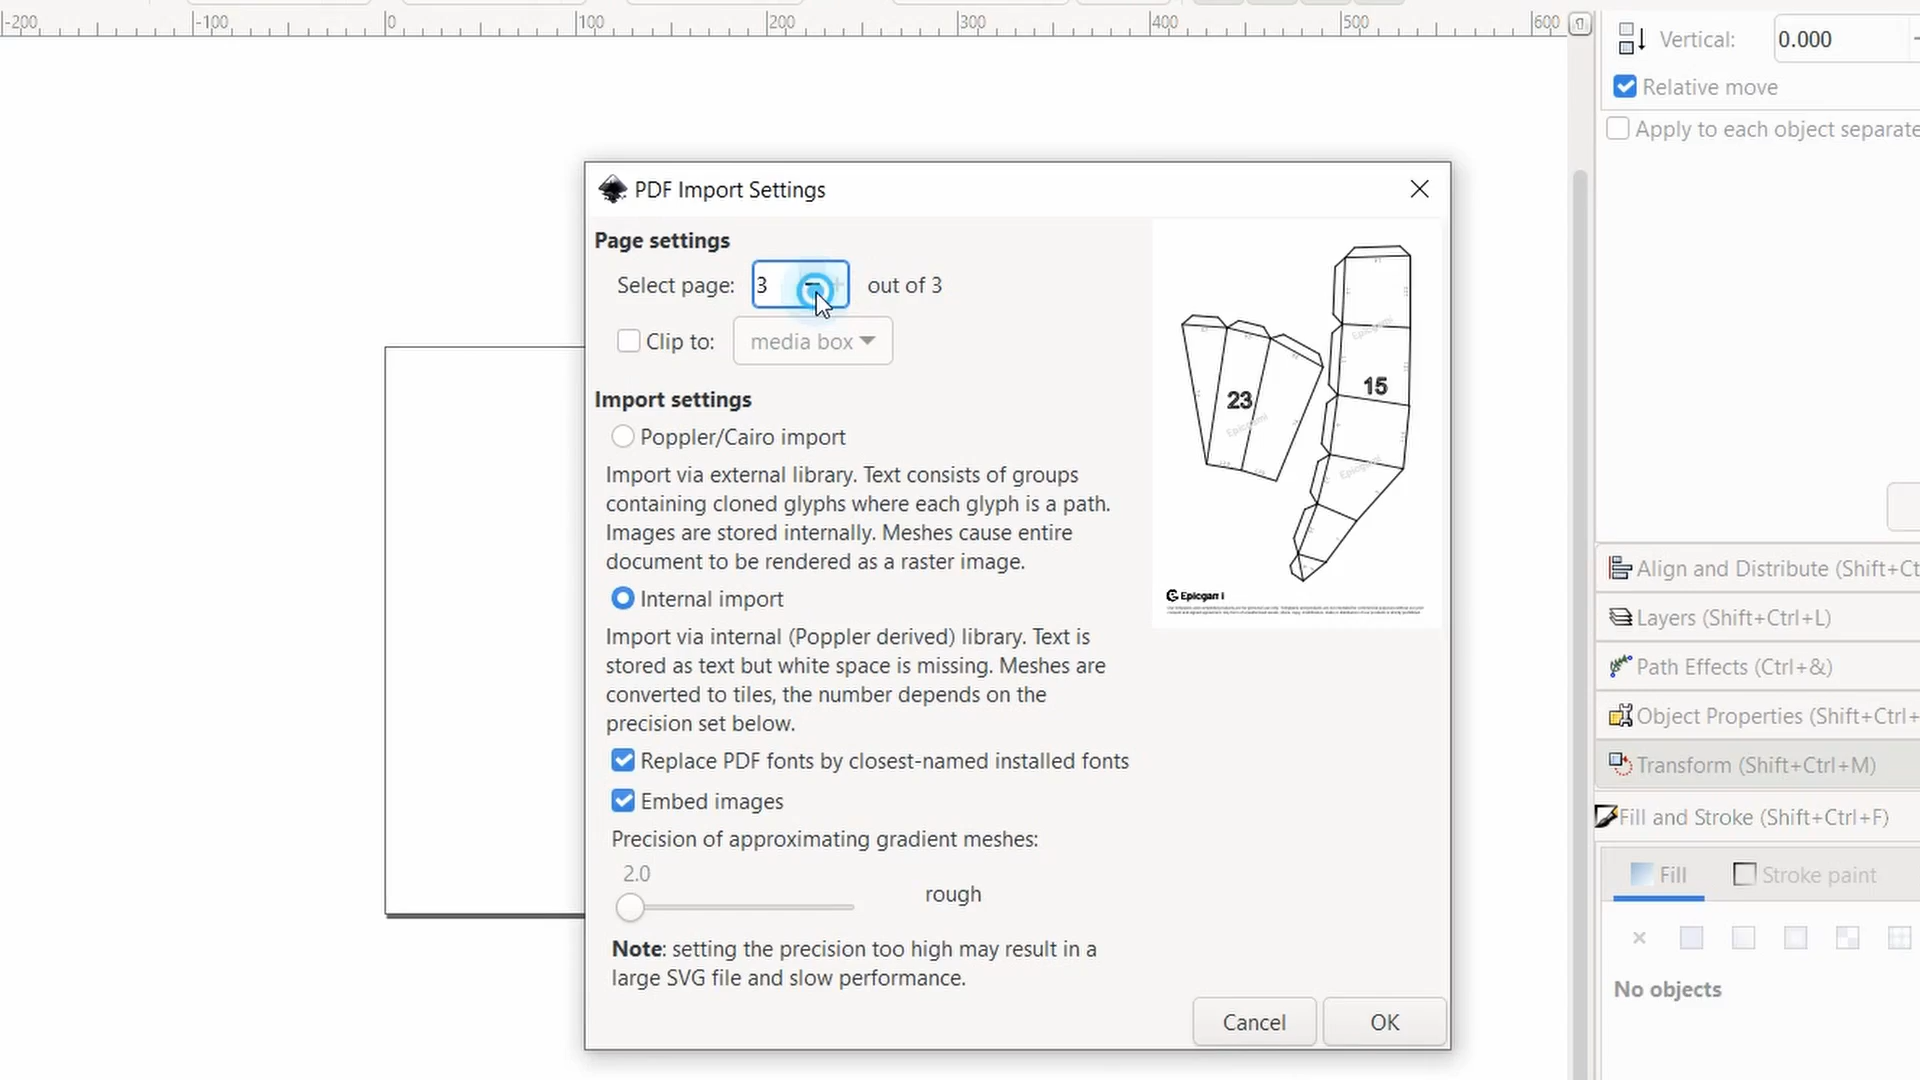 -200 -100 0 100 200 300 400 500 600
Vertical: 0.000
Relative move
Apply to each object separate
PDF Import Settings
Page settings
Select page: 3 out of 3
Clip to: media box
Import settings
Poppler/Cairo import
Import via external library. Text consists of groups
containing cloned glyphs where each glyph is a path.
Images are stored internally. Meshes cause entire
document to be rendered as a raster image.
Internal import
Import via internal (Poppler derived) library. Text is
stored as text but white space is missing. Meshes are
converted to tiles, the number depends on the
precision set below.
Replace PDF fonts by closest-named installed fonts
Embed images
Precision of approximating gradient meshes:
2.0
rough
Note: setting the precision too high may result in a
large SVG file and slow performance.
Cancel OK
23
15
Epicgami
Epicgami
Epicgami
Epicgam i
Align and Distribute (Shift+Ct
Layers (Shift+Ctrl+L)
Path Effects (Ctrl+&)
Object Properties (Shift+Ctrl+
Transform (Shift+Ctrl+M)
Fill and Stroke (Shift+Ctrl+F)
Fill Stroke paint
No objects